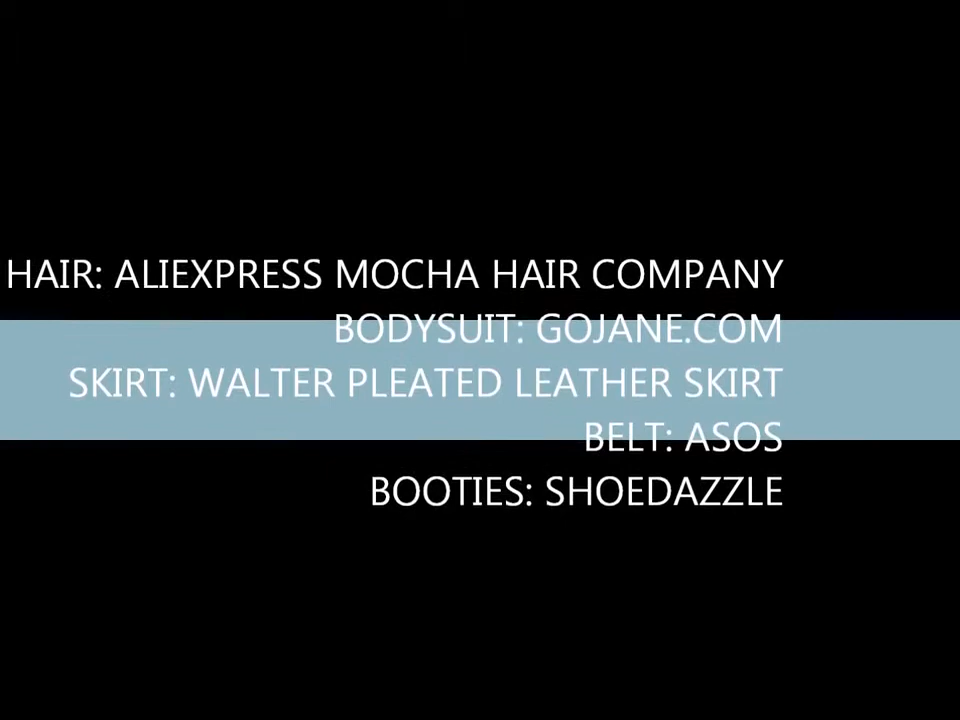 HAIR: ALIEXPRESS MOCHA HAIR COMPANY
BODYSUIT: GOJANE.COM
SKIRT: WALTER PLEATED LEATHER SKIRT
BELT: ASOS
BOOTIES: SHOEDAZZLE